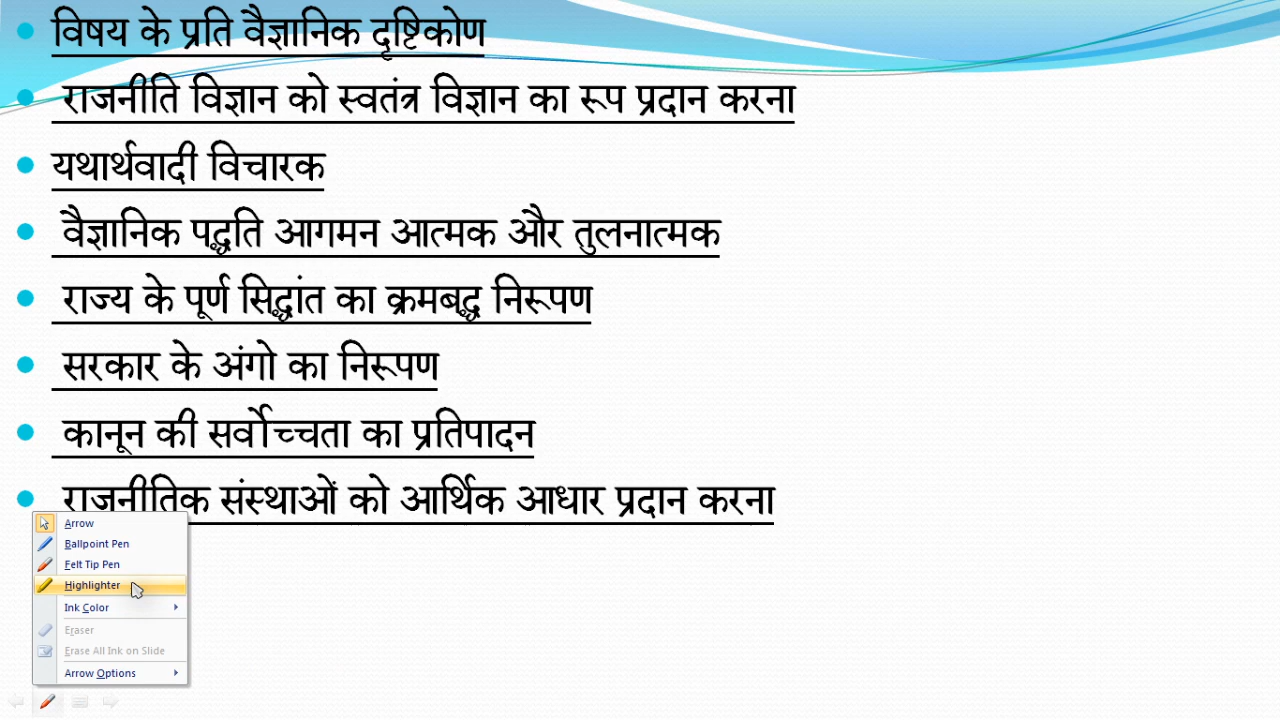 विषय के प्रति वैज्ञानिक दृष्टिकोण
राजनीति विज्ञान को स्वतंत्र विज्ञान का रूप प्रदान करना
यथार्थवादी विचारक
वैज्ञानिक पद्धति आगमन आत्मक और तुलनात्मक
राज्य के पूर्ण सिद्धांत का क्रमबद्ध निरूपण
सरकार के अंगो का निरूपण
कानून की सर्वोच्चता का प्रतिपादन
राजनीतिक संस्थाओं को आर्थिक आधार प्रदान करना
Arrow
Ballpoint Pen
Felt Tip Pen
Highlighter
Ink Color
Eraser
Erase All Ink on Slide
Arrow Options